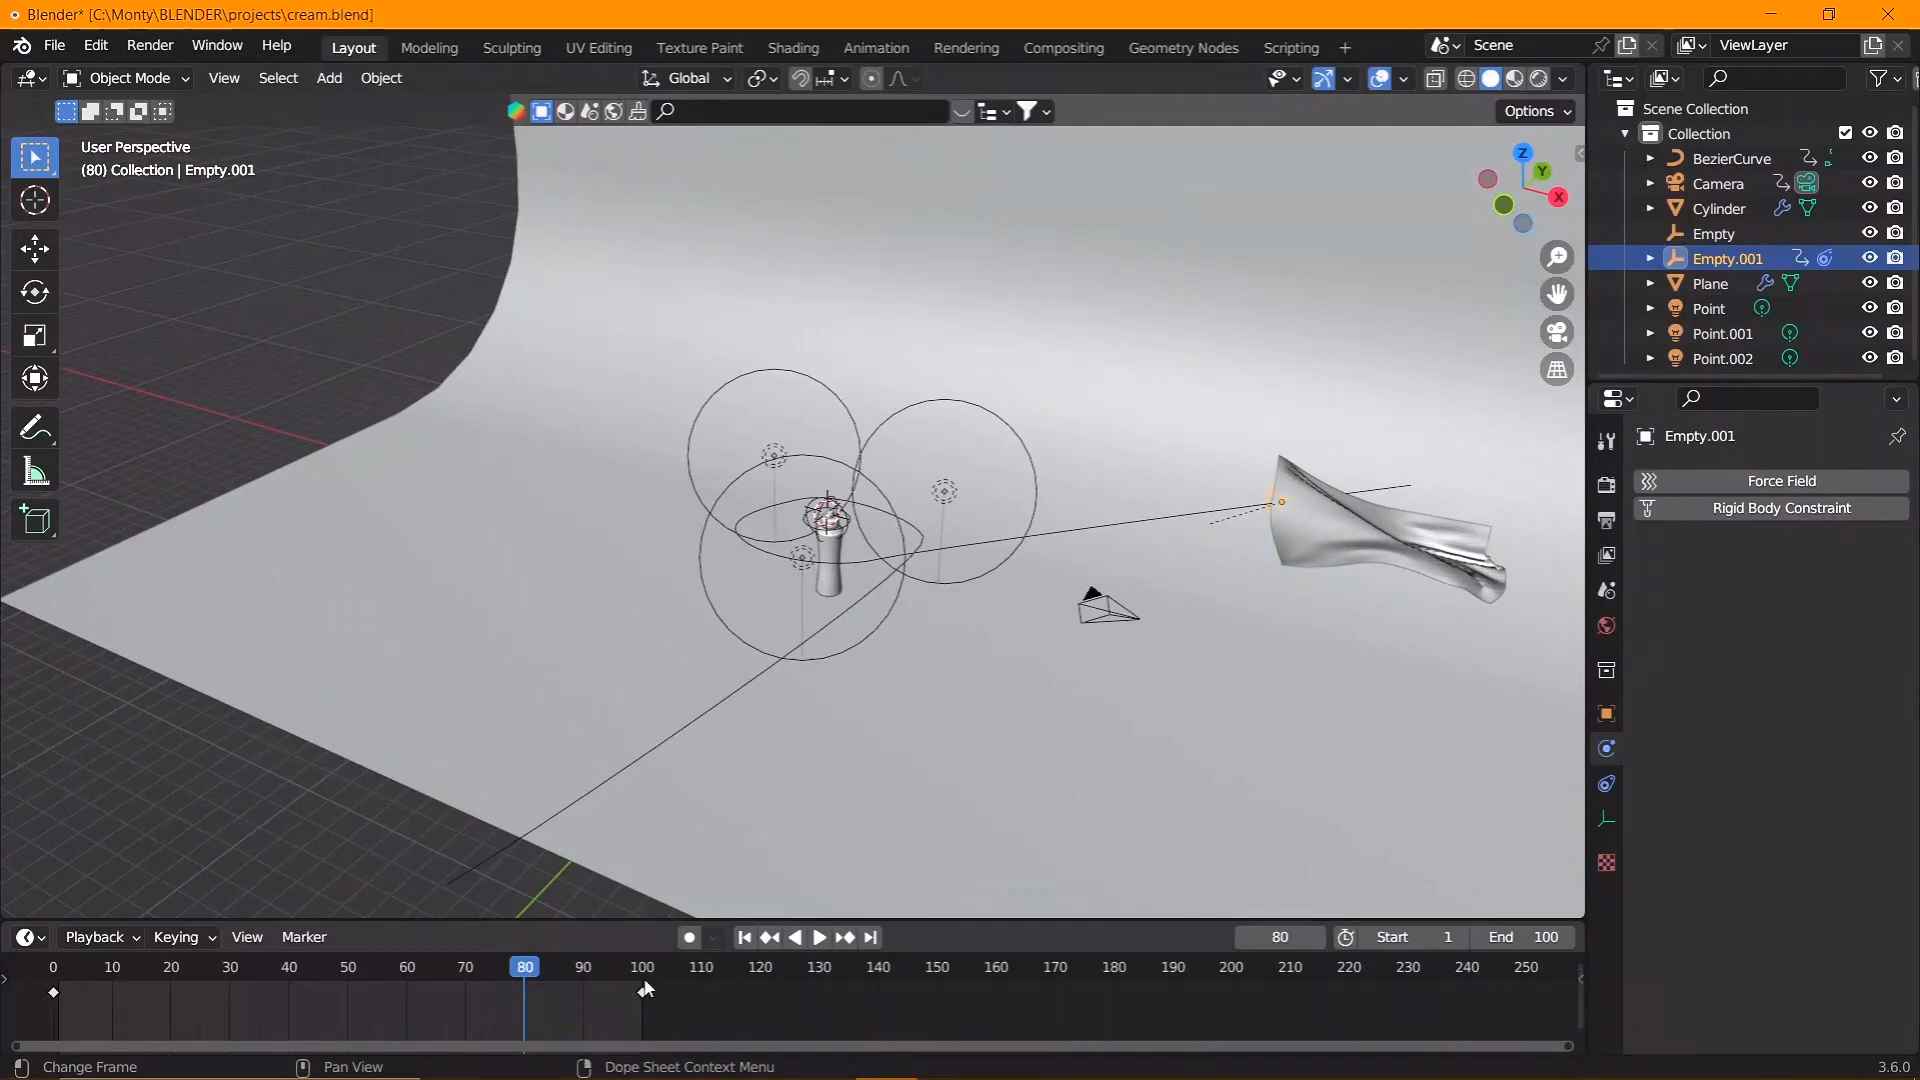 Blender* [C:\Monty\BLENDER\projects\cream.blend]
File Edit Render Window Help Layout Modeling Sculpting UV Editing Texture Paint Shading Animation Rendering Compositing Geometry Nodes Scripting + Scene ViewLayer
Object Mode View Select Add Object Global
Options
User Perspective
(80) Collection | Empty.001
Z
Y
X
Scene Collection
Collection
BezierCurve
Camera
Cylinder
Empty
Empty.001
Plane
Point
Point.001
Point.002
Empty.001
Force Field
Rigid Body Constraint
Playback Keying View Marker 80 Start 1 End 100
0 10 20 30 40 50 60 70 80 90 100 110 120 130 140 150 160 170 180 190 200 210 220 230 240 250
Change Frame Pan View Dope Sheet Context Menu 3.6.0